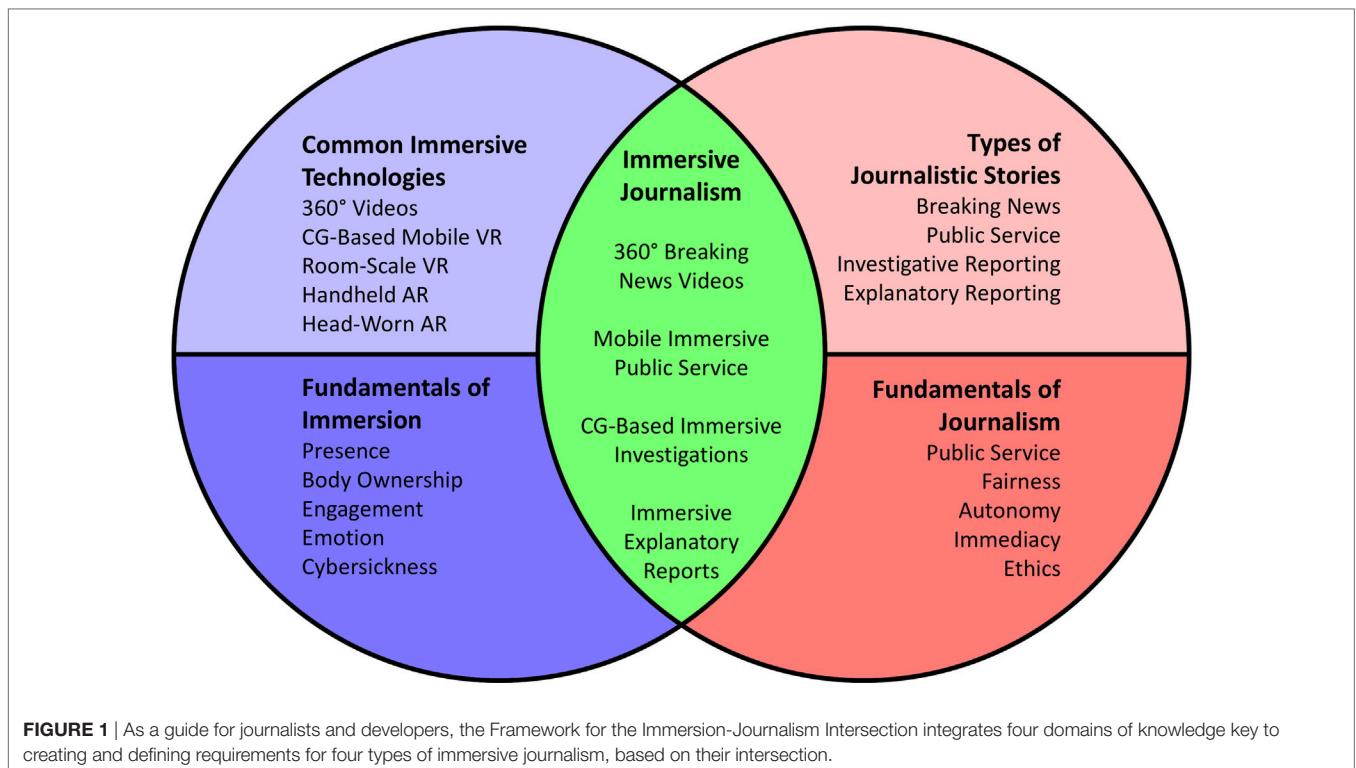 Common Immersive
Technologies
360° Videos
CG-Based Mobile VR
Room-Scale VR
Handheld AR
Head-Worn AR
Fundamentals of
Immersion
Presence
Body Ownership
Engagement
Emotion
Cybersickness
Immersive
Journalism
360° Breaking
News Videos
Mobile Immersive
Public Service
CG-Based Immersive
Investigations
Immersive
Explanatory
Reports
Types of
Journalistic Stories
Breaking News
Public Service
Investigative Reporting
Explanatory Reporting
Fundamentals of
Journalism
Public Service
Fairness
Autonomy
Immediacy
Ethics
FIGURE 1 | As a guide for journalists and developers, the Framework for the Immersion-Journalism Intersection integrates four domains of knowledge key to
creating and defining requirements for four types of immersive journalism, based on their intersection.